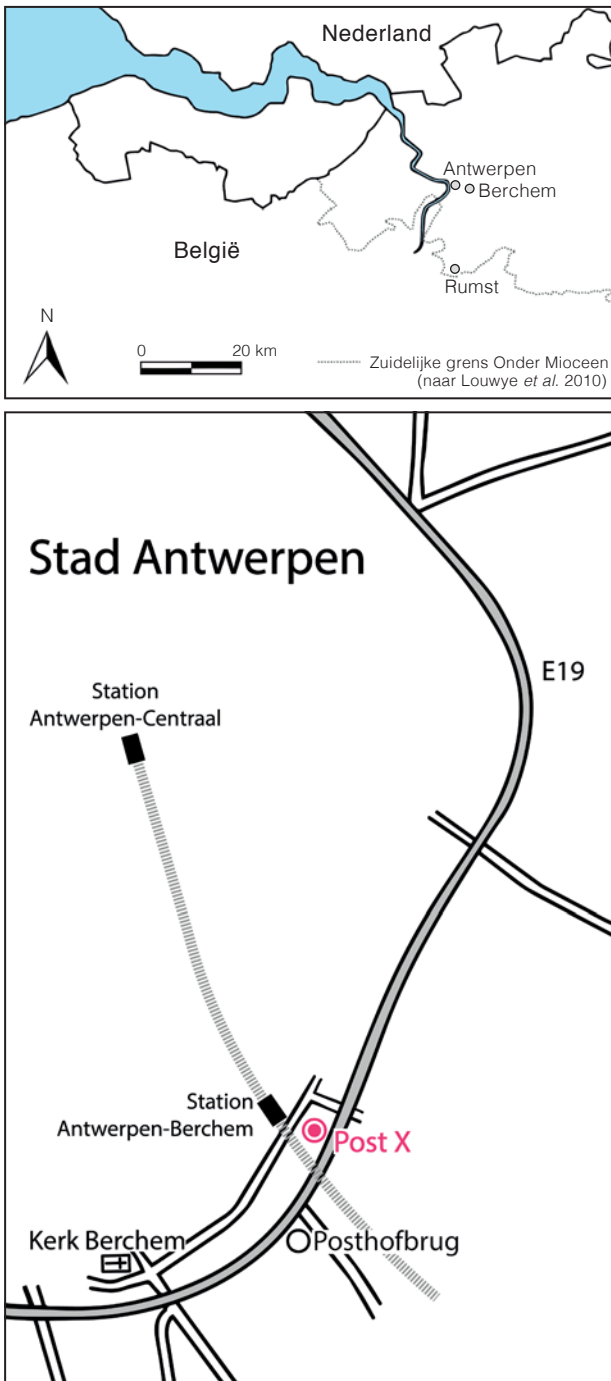 Nederland
Antwerpen
Berchem
België
Rumst
N
0 20 km
Zuidelijke grens Onder Mioceen
(naar Louwye et al. 2010)
Stad Antwerpen
E19
Station
Antwerpen-Centraal
Station
Antwerpen-Berchem
Post X
Kerk Berchem
Posthofbrug